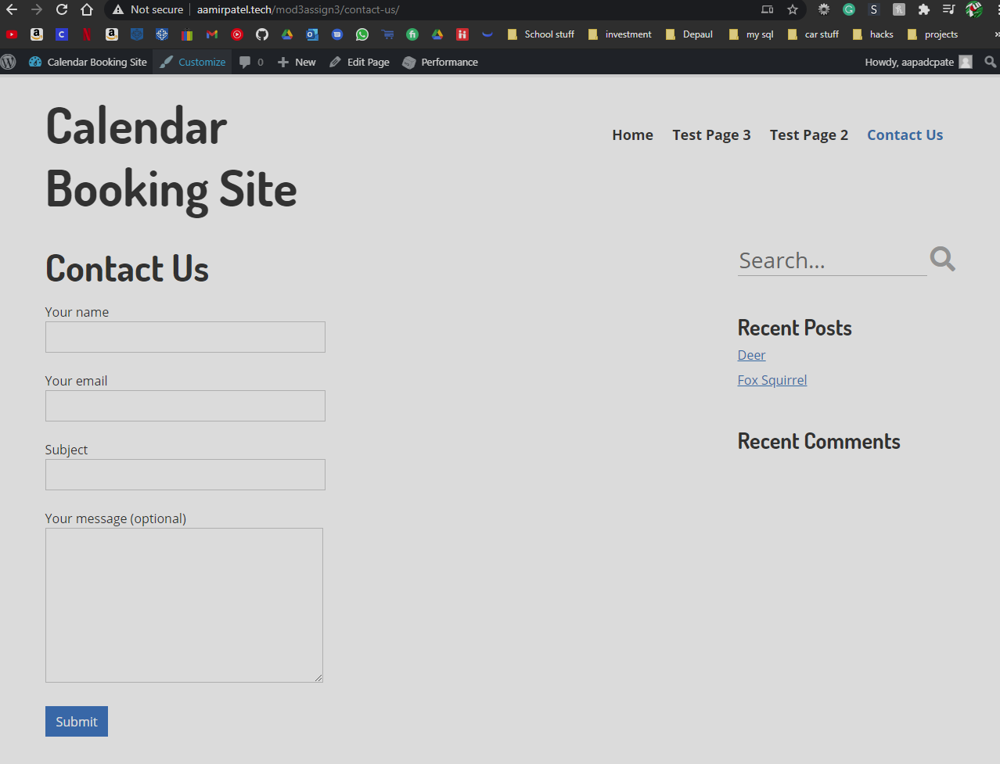 Not secure | aamirpatel.tech/mod3assign3/contact-us/
School stuff investment Depaul my sql car stuff hacks projects »
Calendar Booking Site Customize 0 New Edit Page Performance Howdy, aapadcpate
Calendar
Booking Site
Home Test Page 3 Test Page 2 Contact Us
Contact Us
Search...
Your name
Recent Posts
Deer
Your email
Fox Squirrel
Subject
Recent Comments
Your message (optional)
Submit